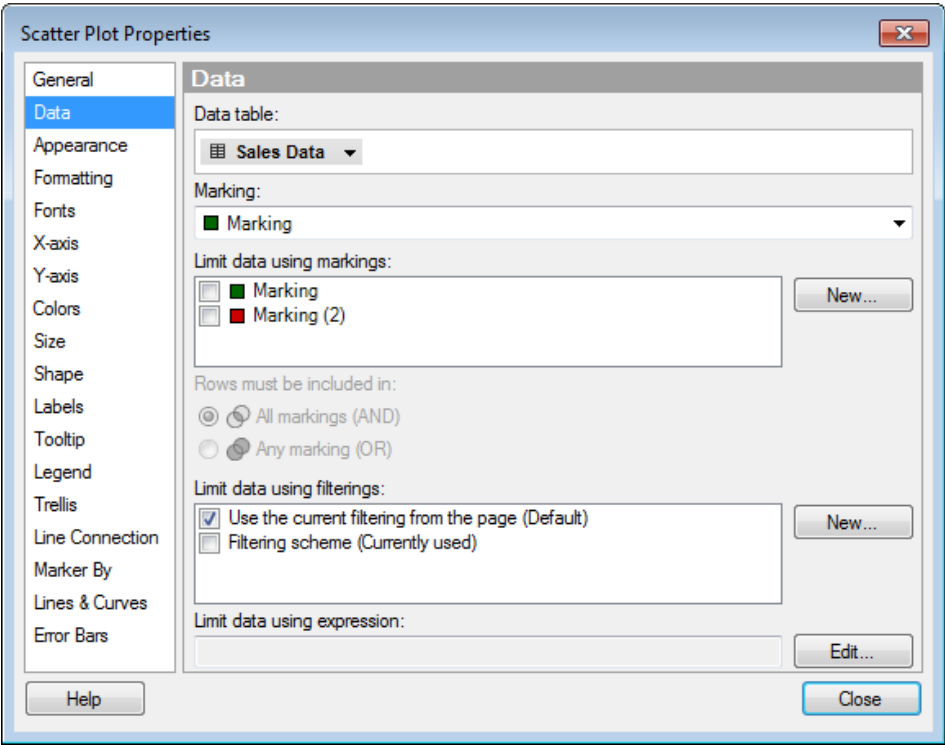 Scatter Plot Properties
General
Data
Appearance
Formatting
Fonts
X-axis
Y-axis
Colors
Size
Shape
Labels
Tooltip
Legend
Trellis
Line Connection
Marker By
Lines & Curves
Error Bars
Data
Data table:
Sales Data
Marking:
Marking
Limit data using markings:
Marking
Marking (2)
New...
Rows must be included in:
All markings (AND)
Any marking (OR)
Limit data using filterings:
Use the current filtering from the page (Default)
Filtering scheme (Currently used)
New...
Limit data using expression:
Edit...
Help
Close